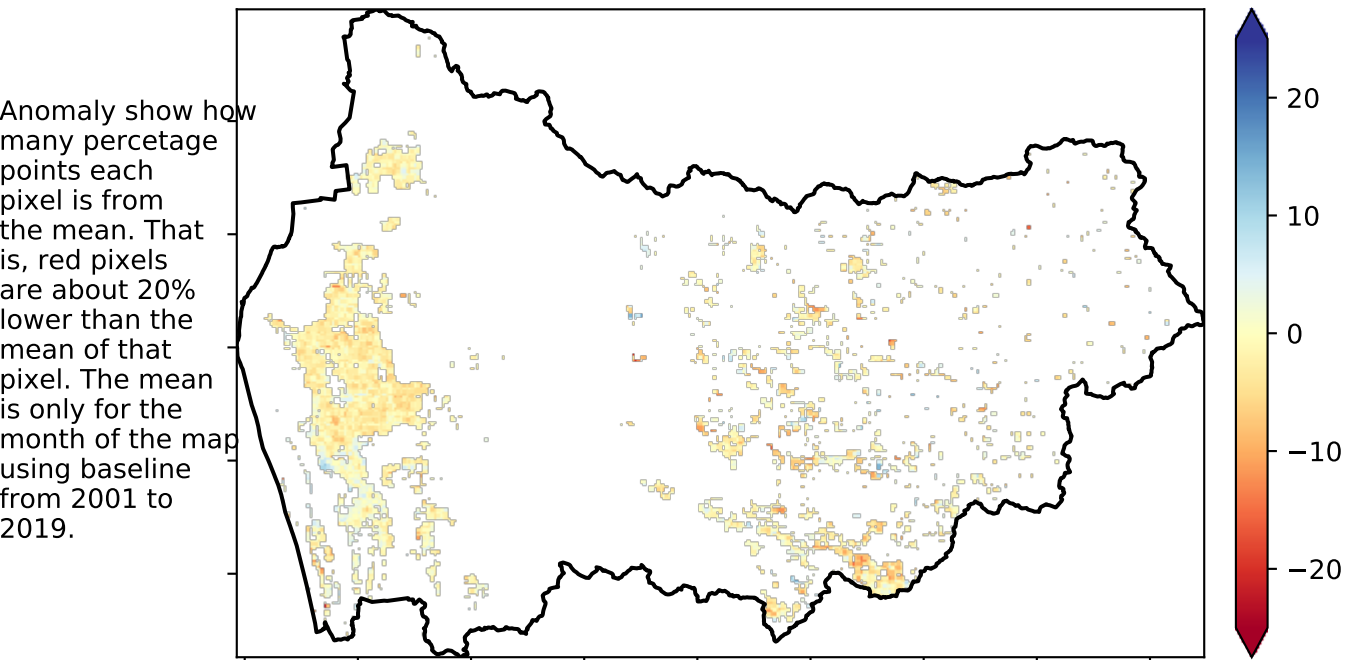 Anomaly show how
many percetage
points each
pixel is from
the mean. That
is, red pixels
are about 20%
lower than the
mean of that
pixel. The mean
is only for the
month of the map
using baseline
from 2001 to
2019.
20
10
0
−10
−20